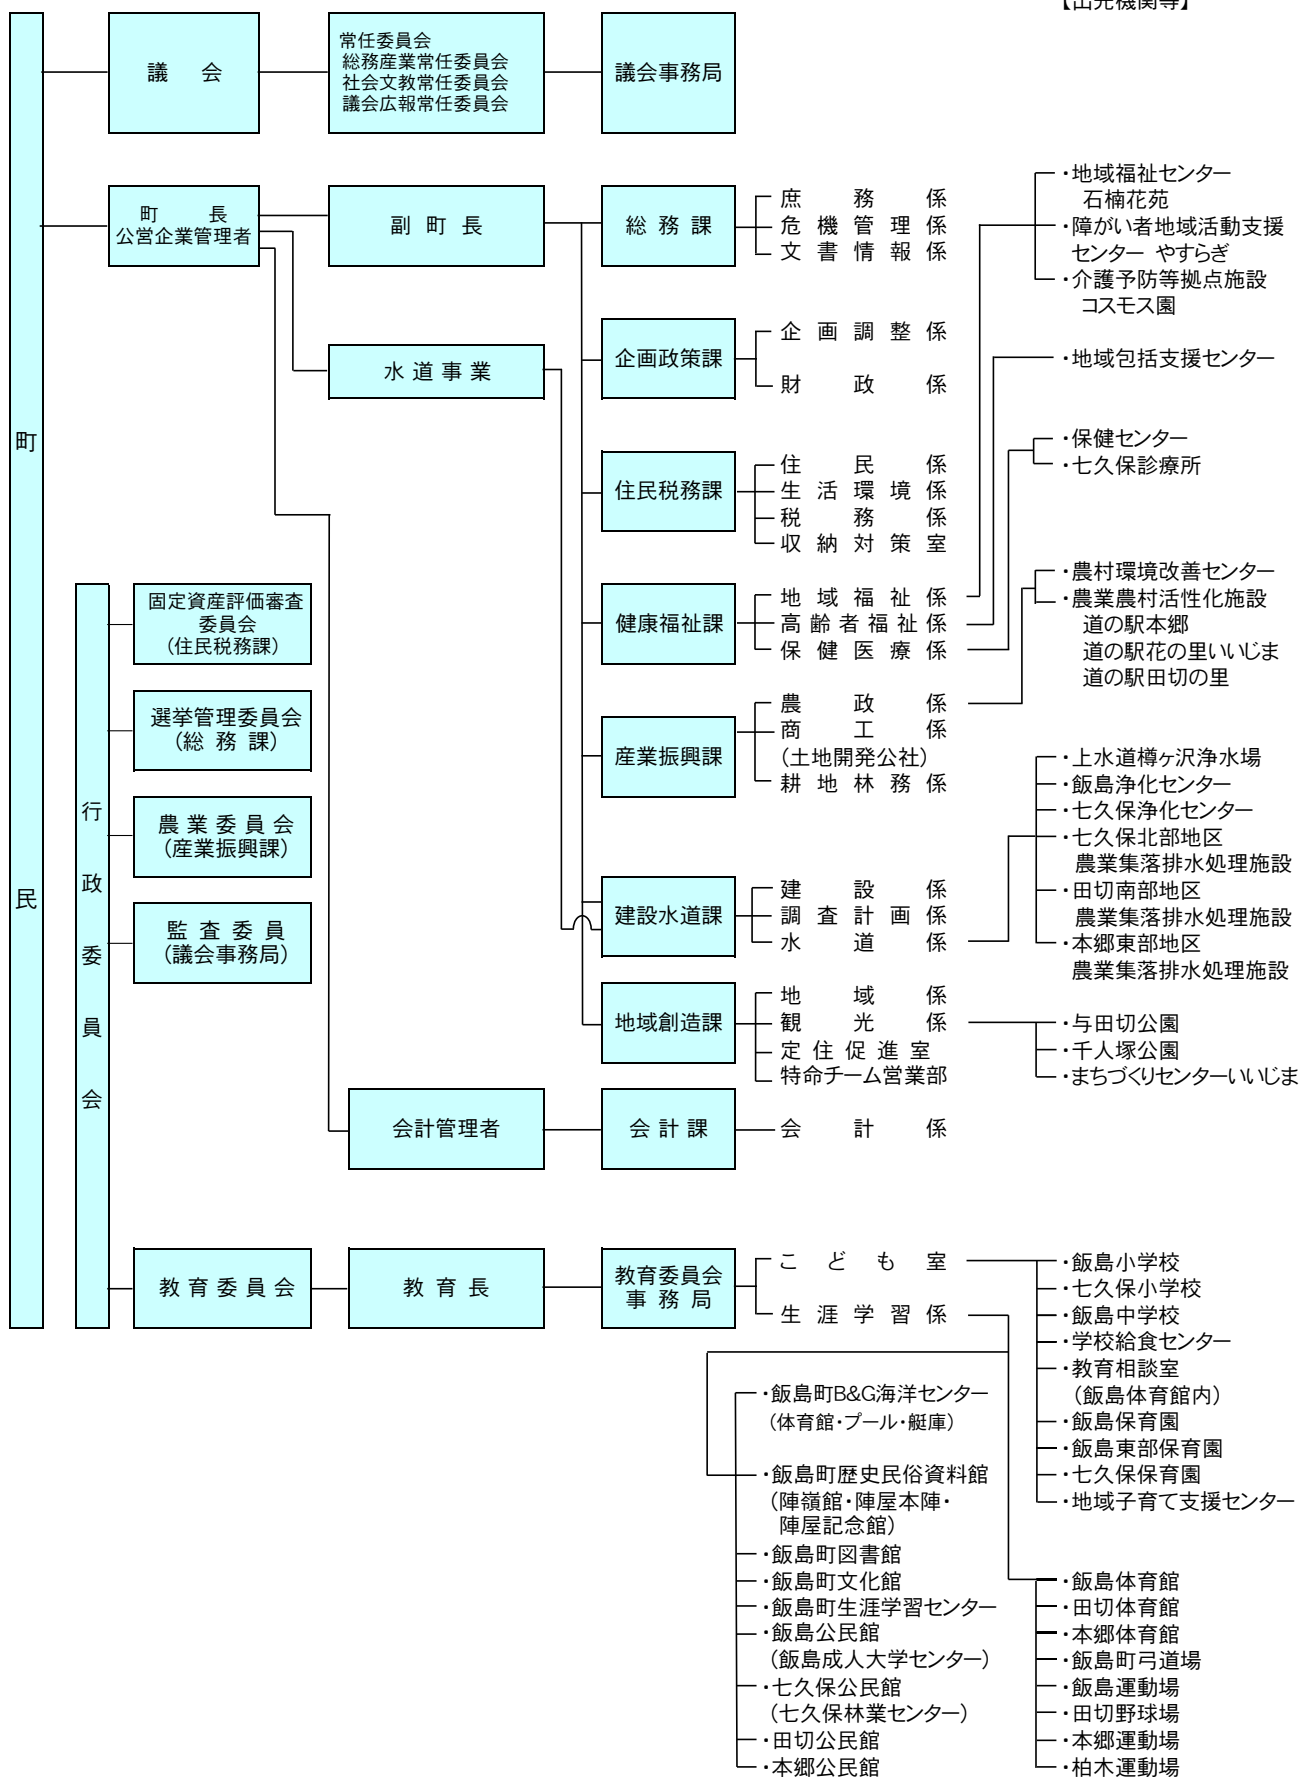 【出先機関等】
町
民
議会
常任委員会
総務産業常任委員会
社会文教常任委員会
議会広報常任委員会
議会事務局
町長
公営企業管理者
副町長
水道事業
総務課
庶務係
危機管理係
文書情報係
企画政策課
企画調整係
財政係
住民税務課
住民係
生活環境係
税務係
収納対策室
健康福祉課
地域福祉係
高齢者福祉係
保健医療係
産業振興課
農政係
商工係
(土地開発公社)
耕地林務係
建設水道課
建設係
調査計画係
水道係
地域創造課
地域係
観光係
定住促進室
特命チーム営業部
会計管理者
会計課
会計係
・地域福祉センター
石楠花苑
・障がい者地域活動支援
センター やすらぎ
・介護予防等拠点施設
コスモス園
・地域包括支援センター
・保健センター
・七久保診療所
・農村環境改善センター
・農業農村活性化施設
道の駅本郷
道の駅花の里いいじま
道の駅田切の里
・上水道樽ヶ沢浄水場
・飯島浄化センター
・七久保浄化センター
・七久保北部地区
農業集落排水処理施設
・田切南部地区
農業集落排水処理施設
・本郷東部地区
農業集落排水処理施設
・与田切公園
・千人塚公園
・まちづくりセンターいいじま
行政委員会
固定資産評価審査
委員会
(住民税務課)
選挙管理委員会
(総務課)
農業委員会
(産業振興課)
監査委員
(議会事務局)
教育委員会
教育長
教育委員会
事務局
こども室
生涯学習係
・飯島小学校
・七久保小学校
・飯島中学校
・学校給食センター
・教育相談室
(飯島体育館内)
・飯島保育園
・飯島東部保育園
・七久保保育園
・地域子育て支援センター
・飯島町B&G海洋センター
(体育館・プール・艇庫)
・飯島町歴史民俗資料館
(陣嶺館・陣屋本陣・
陣屋記念館)
・飯島町図書館
・飯島町文化館
・飯島町生涯学習センター
・飯島公民館
(飯島成人大学センター)
・七久保公民館
(七久保林業センター)
・田切公民館
・本郷公民館
・飯島体育館
・田切体育館
・本郷体育館
・飯島町弓道場
・飯島運動場
・田切野球場
・本郷運動場
・柏木運動場